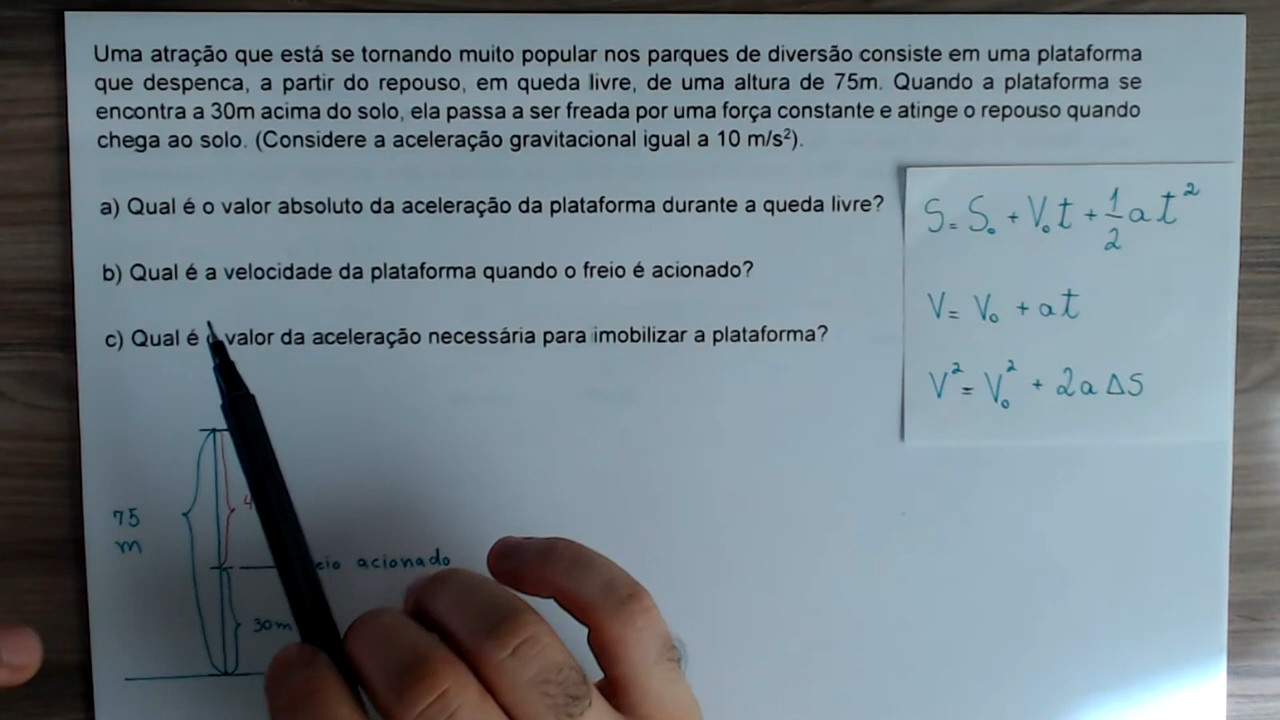 Uma atração que está se tornando muito popular nos parques de diversão consiste em uma plataforma
que despenca, a partir do repouso, em queda livre, de uma altura de 75m. Quando a plataforma se
encontra a 30m acima do solo, ela passa a ser freada por uma força constante e atinge o repouso quando
chega ao solo. (Considere a aceleração gravitacional igual a 10 m/s²).
a) Qual é o valor absoluto da aceleração da plataforma durante a queda livre?
b) Qual é a velocidade da plataforma quando o freio é acionado?
c) Qual é o valor da aceleração necessária para imobilizar a plataforma?
S = S₀ + V₀t + 1/2 at²
V = V₀ + at
V² = V₀² + 2aΔS
75
m
acionado
30m